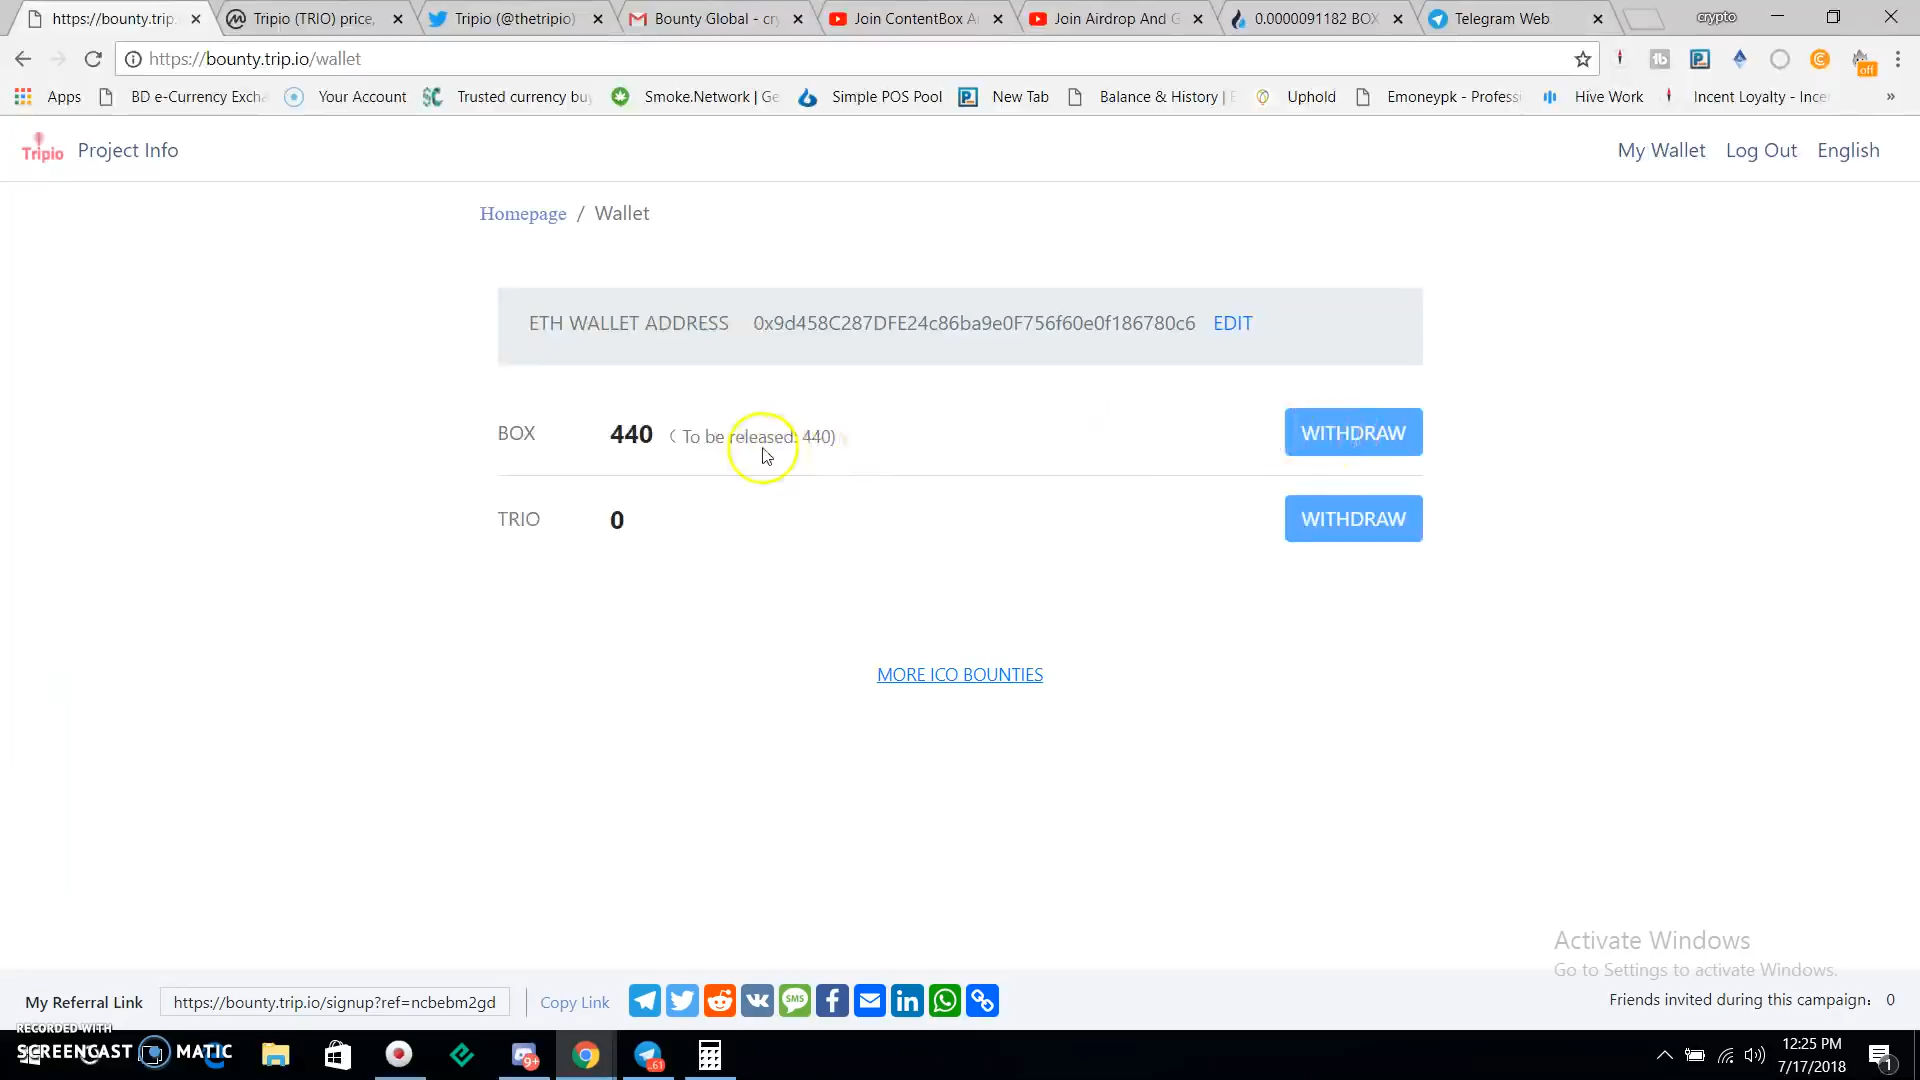 https://bounty.trip.
Tripio (TRIO) price,
Tripio (@thetripio)
Bounty Global - cry
Join ContentBox Ai
Join Airdrop And G
0.0000091182 BOX
Telegram Web
crypto
https://bounty.trip.io/wallet
off
Apps
BD e-Currency Excha
Your Account
Trusted currency buy
Smoke.Network | Ge
Simple POS Pool
New Tab
Balance & History | E
Uphold
Emoneypk - Professi
Hive Work
Incent Loyalty - Ince
»
Tripio
Project Info
My Wallet
Log Out
English
Homepage / Wallet
ETH WALLET ADDRESS 0x9d458C287DFE24c86ba9e0F756f60e0f186780c6 EDIT
BOX 440 ( To be released: 440) WITHDRAW
TRIO 0 WITHDRAW
MORE ICO BOUNTIES
Activate Windows
Go to Settings to activate Windows.
My Referral Link https://bounty.trip.io/signup?ref=ncbebm2gd Copy Link
SMS
Friends invited during this campaign: 0
RECORDED WITH
SCREENCAST MATIC
9+
61
12:25 PM
7/17/2018
1